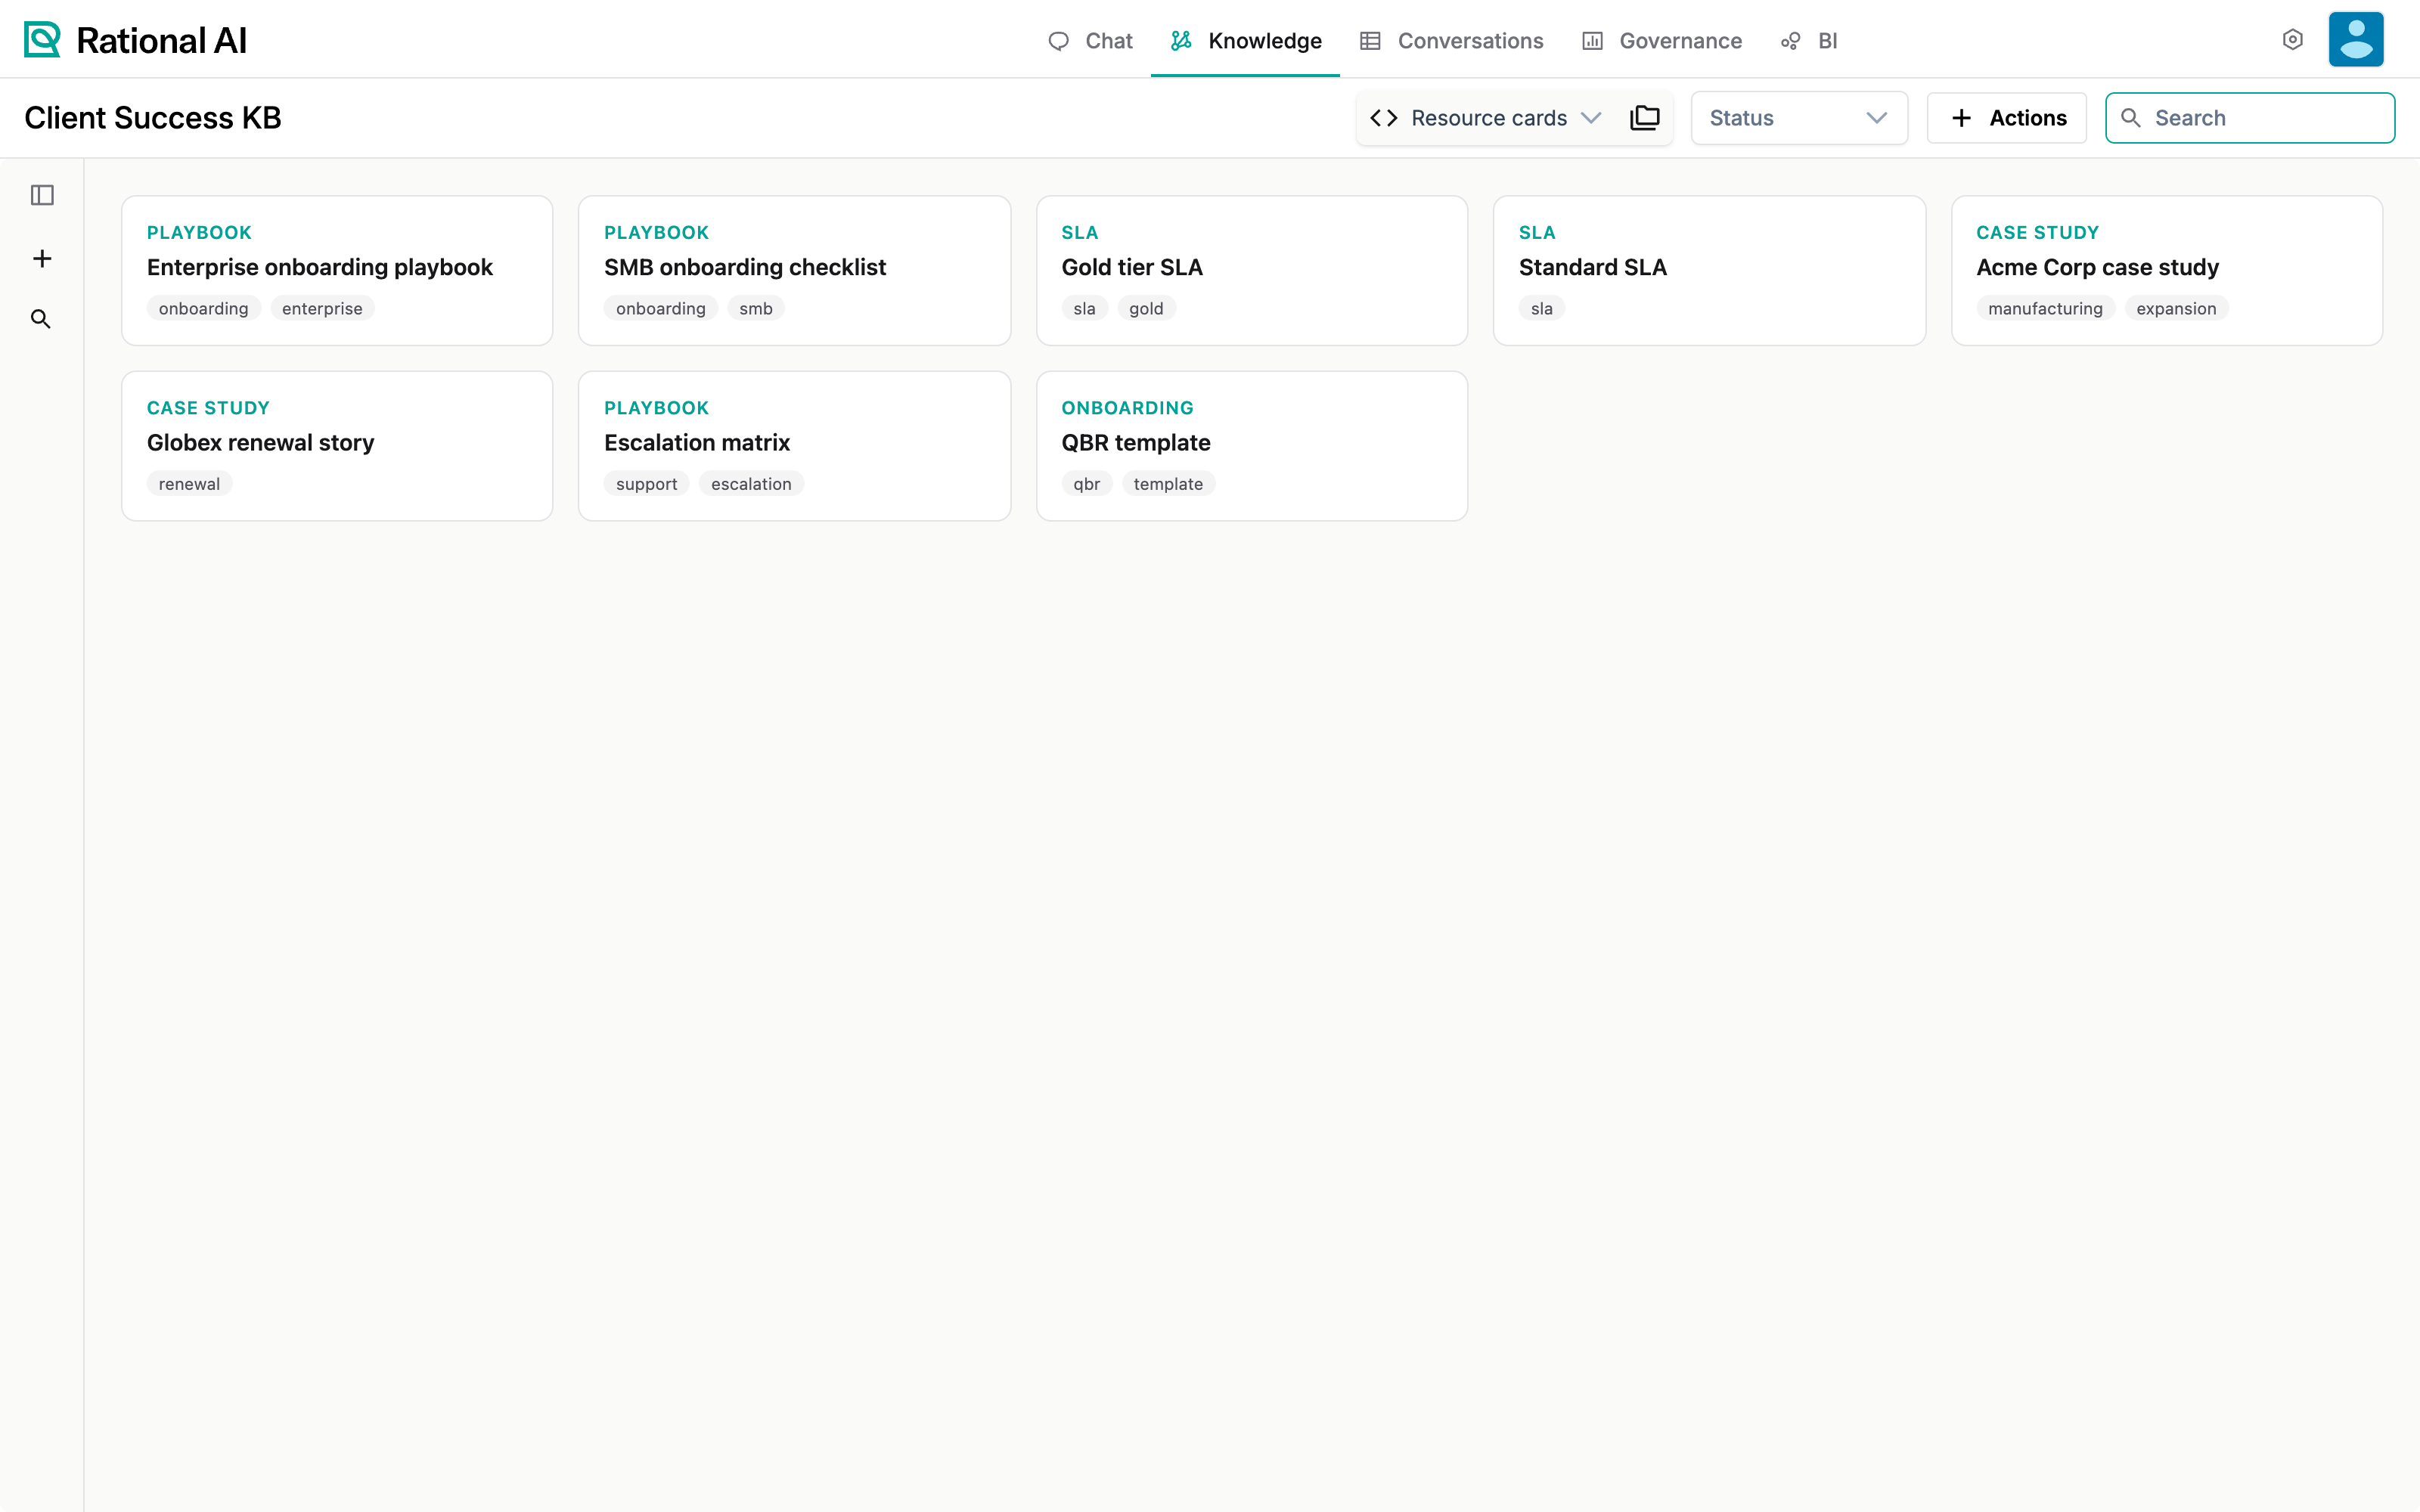 Rational AI
Chat
Knowledge
Conversations
Governance
BI
Client Success KB
Resource cards
Status
Actions
Search
PLAYBOOK
Enterprise onboarding playbook
onboarding enterprise
PLAYBOOK
SMB onboarding checklist
onboarding smb
SLA
Gold tier SLA
sla gold
SLA
Standard SLA
sla
CASE STUDY
Acme Corp case study
manufacturing expansion
CASE STUDY
Globex renewal story
renewal
PLAYBOOK
Escalation matrix
support escalation
ONBOARDING
QBR template
qbr template